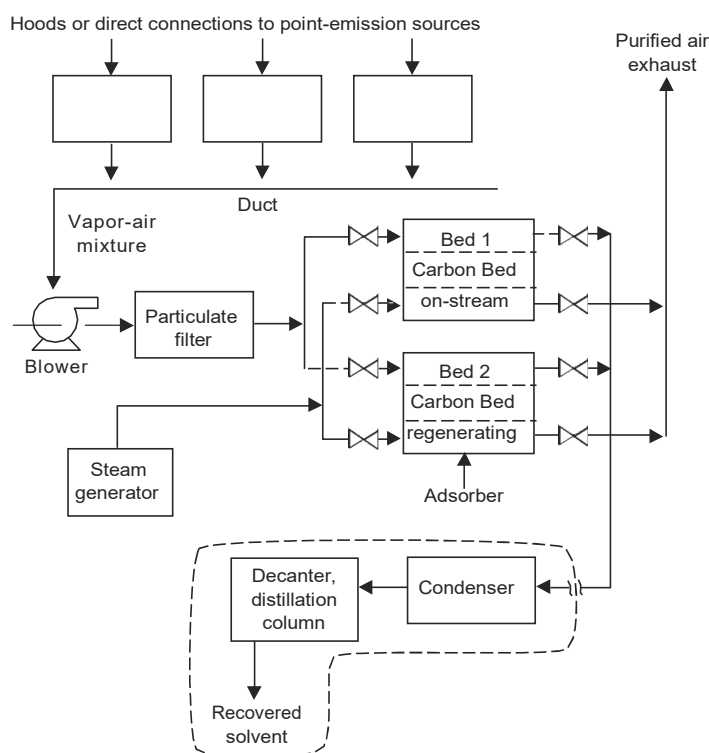 Hoods or direct connections to point-emission sources
Purified air
exhaust
Duct
Vapor-air
mixture
Bed 1
Carbon Bed
on-stream
Particulate
filter
Blower
Bed 2
Carbon Bed
regenerating
Steam
generator
Adsorber
Decanter,
distillation
column
Condenser
Recovered
solvent